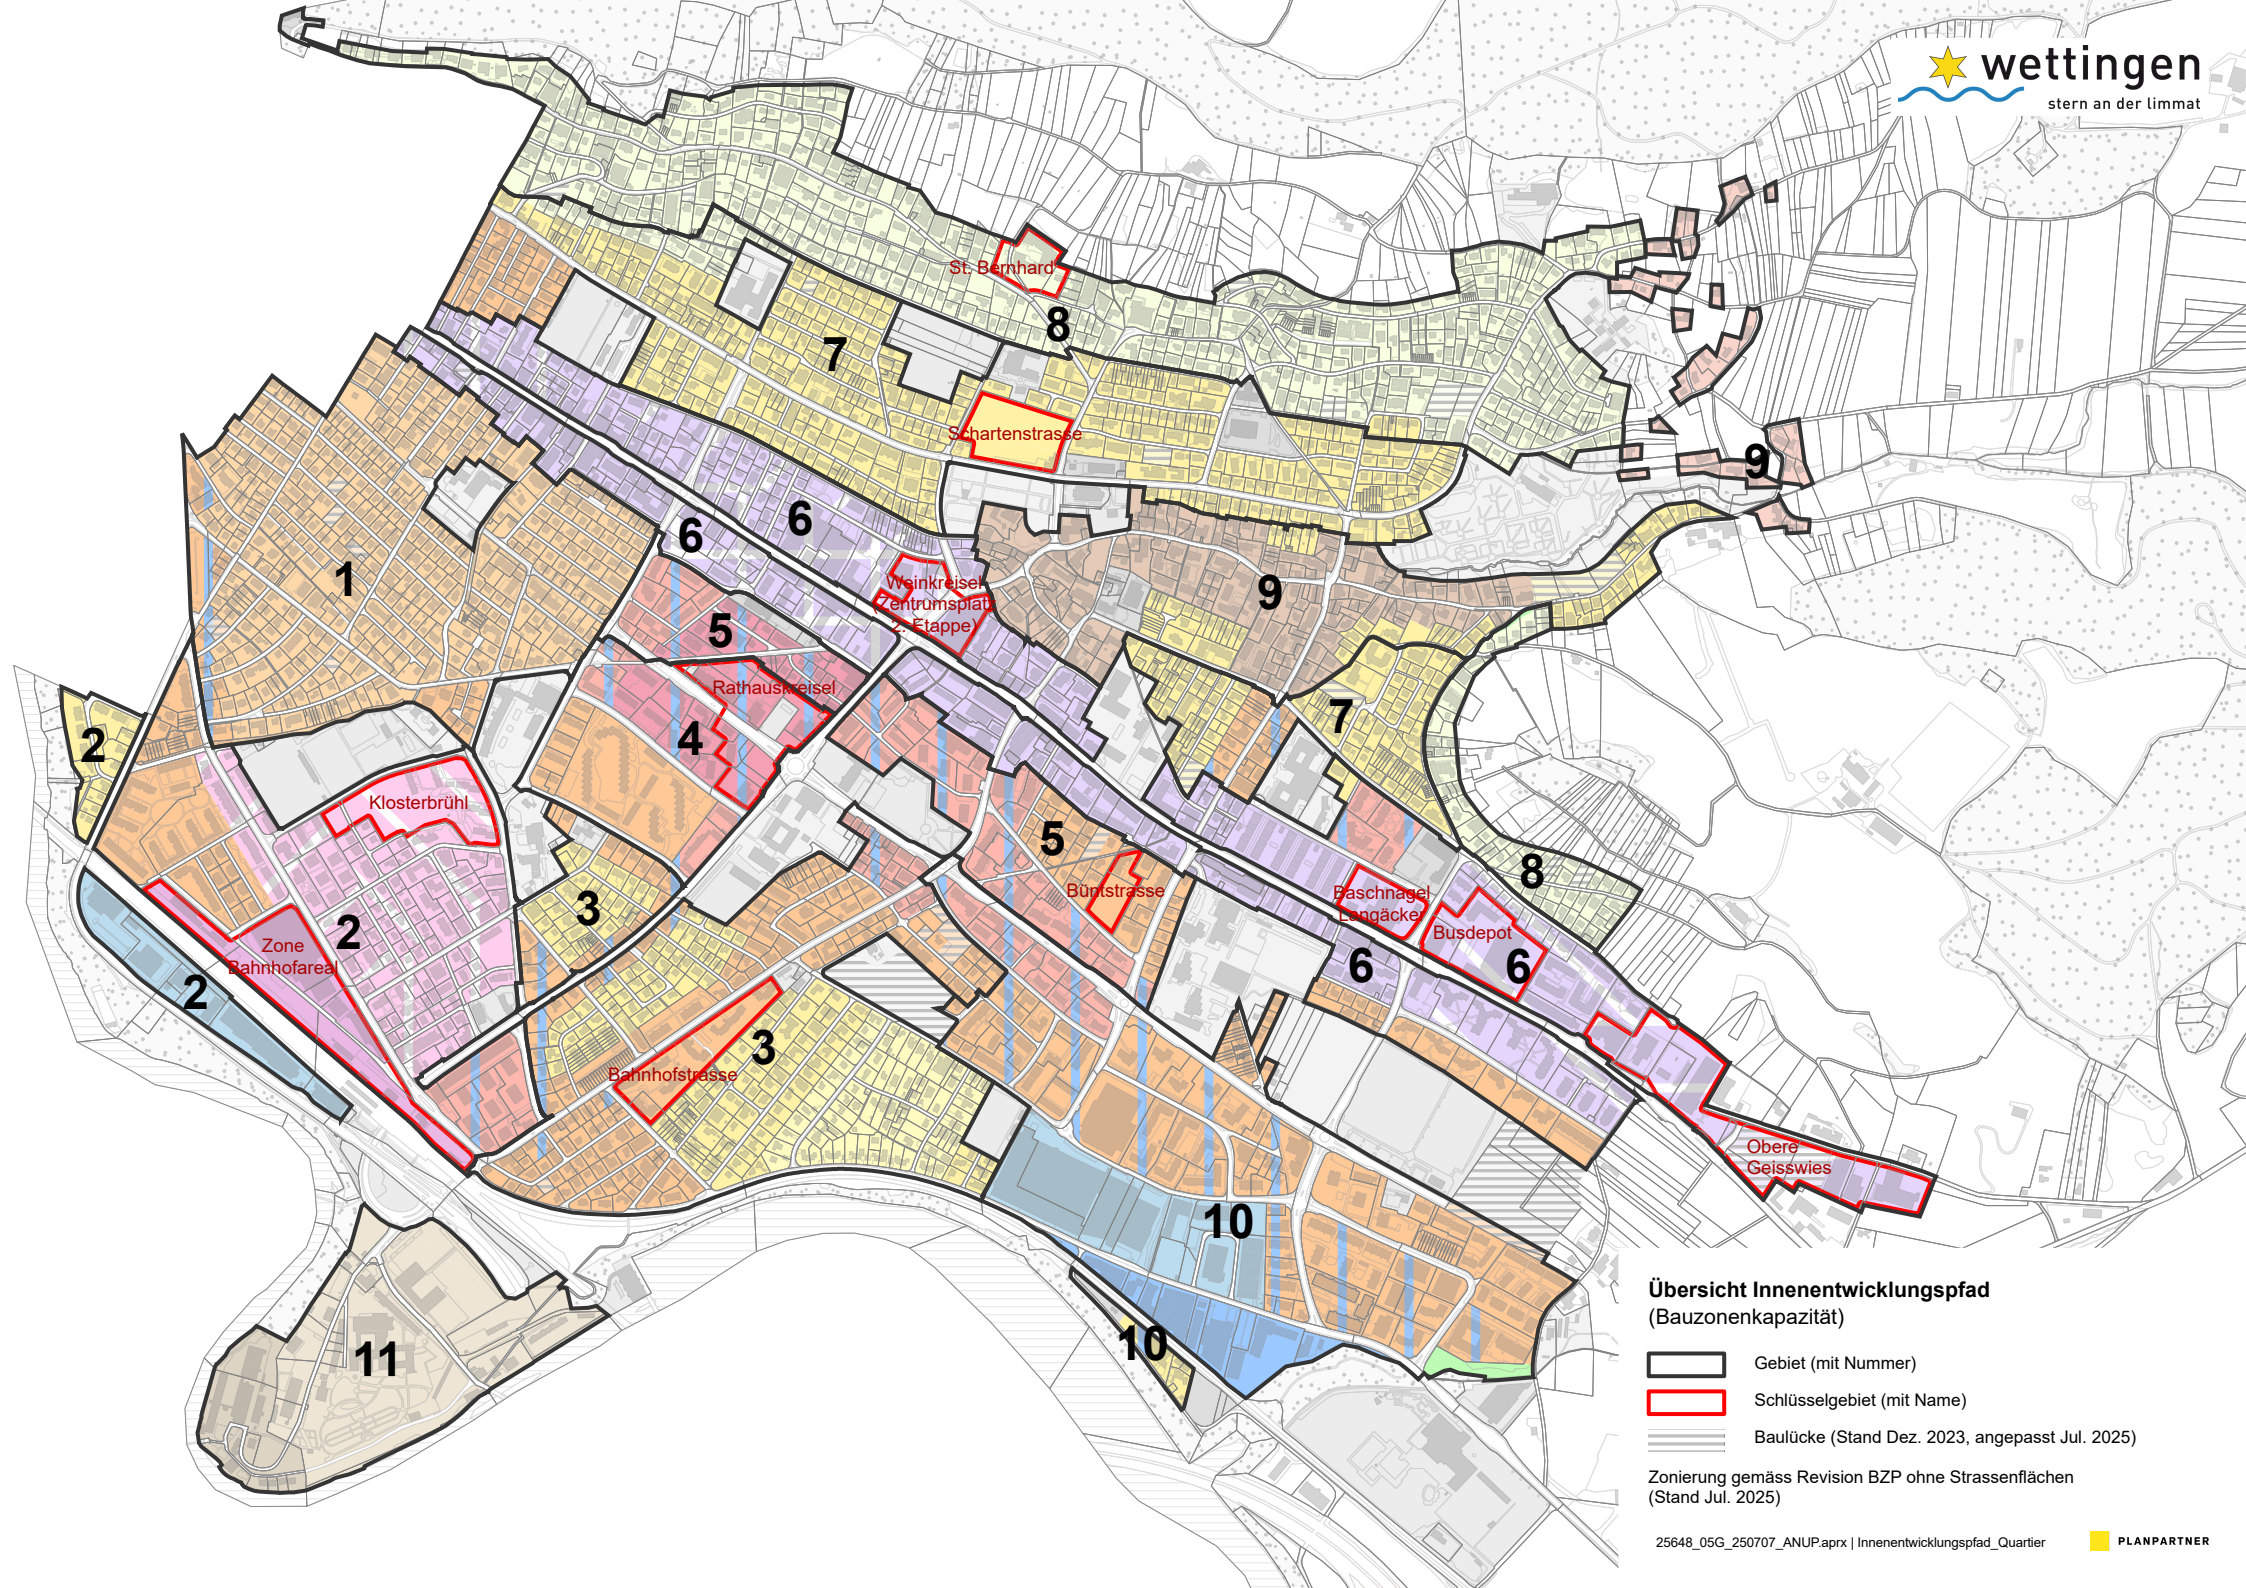 wettingen
stern an der limmat
St. Bernhard
8
7
Schartenstrasse
9
6
6
1
Weinkreisel
(Zentrumsplatz
2. Etappe)
9
5
Rathauskreisel
4
7
2
Klosterbrühl
5
Büntstrasse
8
Baschnagel
Langäcker
Busdepot
3
2
Zone
Bahnhofareal
6
6
2
3
Bahnhofstrasse
Obere
Geisswies
10
10
11
Übersicht Innenentwicklungspfad
(Bauzonenkapazität)
Gebiet (mit Nummer)
Schlüsselgebiet (mit Name)
Baulücke (Stand Dez. 2023, angepasst Jul. 2025)
Zonierung gemäss Revision BZP ohne Strassenflächen
(Stand Jul. 2025)
25648_05G_250707_ANUP.aprx | Innenentwicklungspfad_Quartier
PLANPARTNER